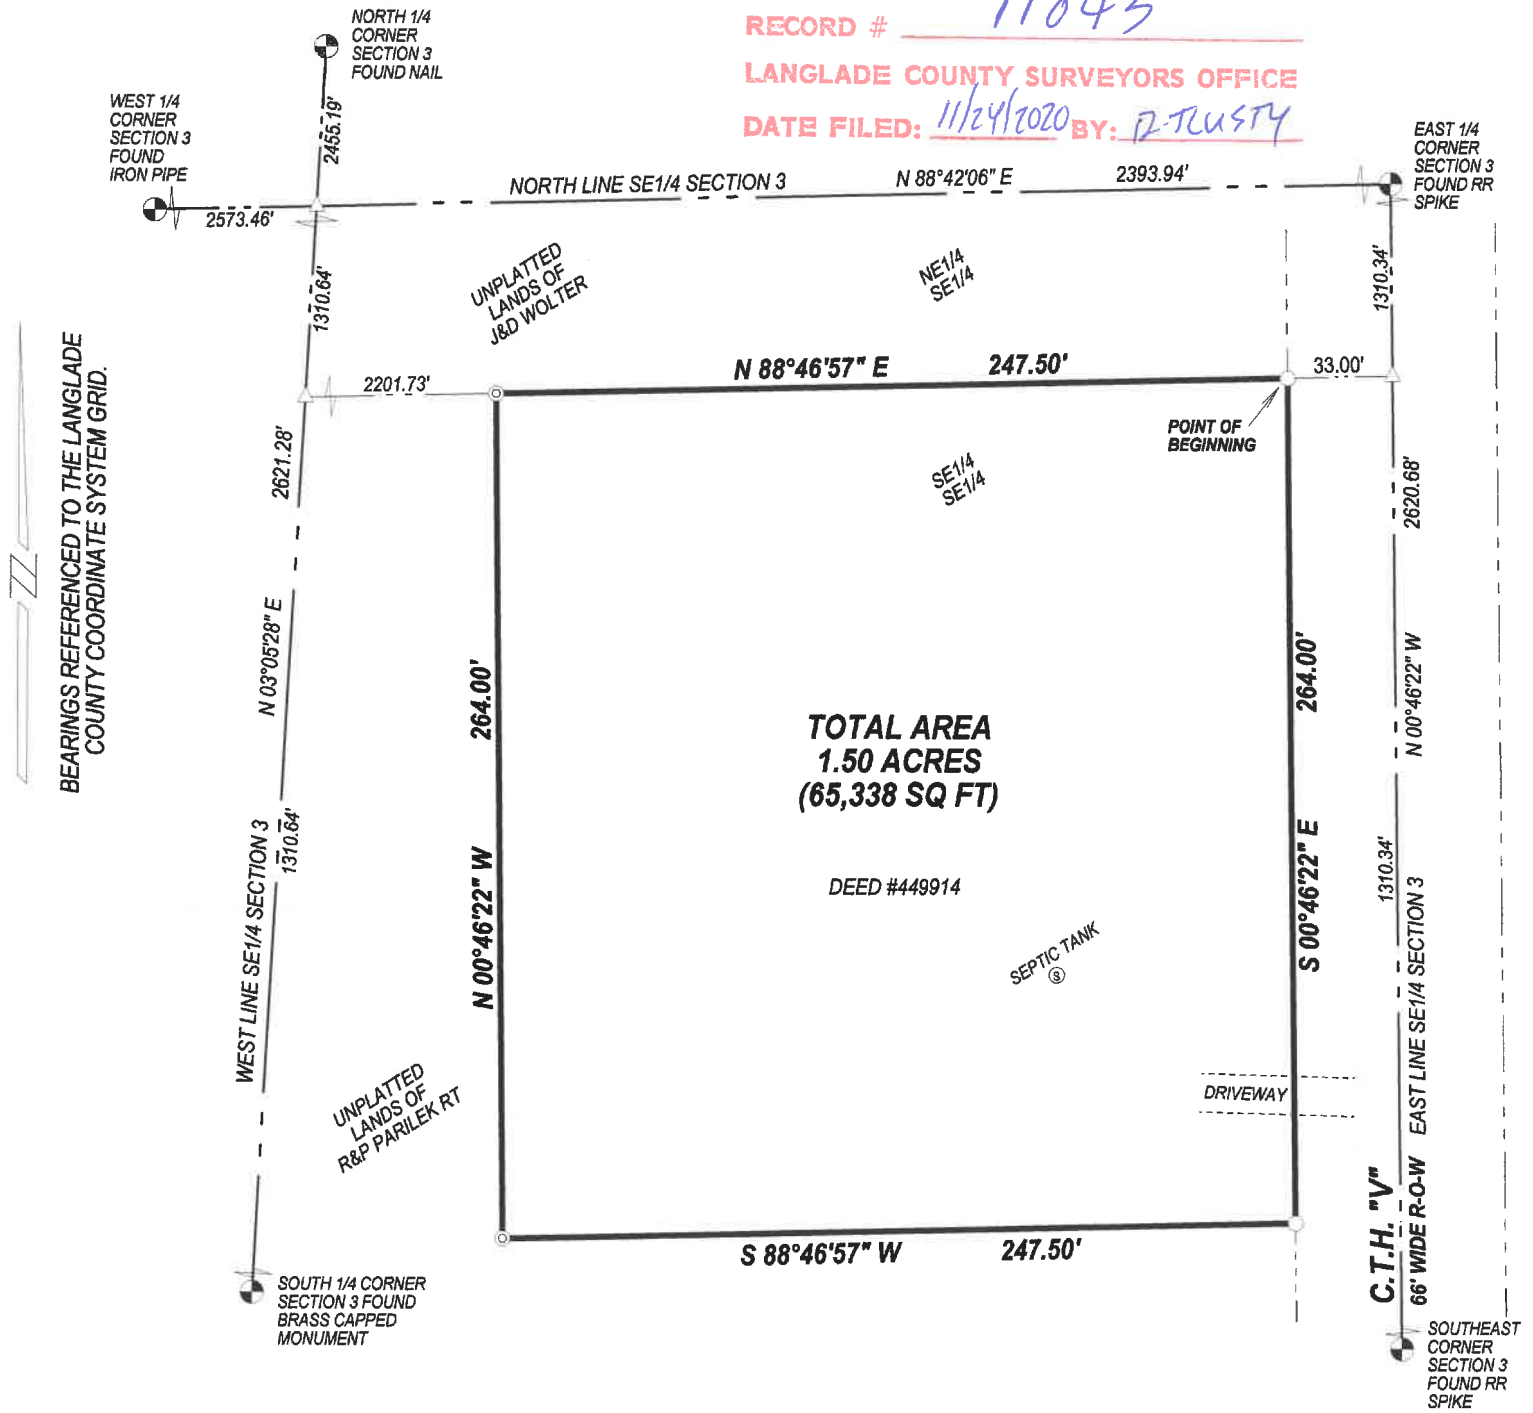 RECORD # 11043
LANGLADE COUNTY SURVEYORS OFFICE
DATE FILED: 11/24/2020 BY:
NORTH 1/4
CORNER
SECTION 3
FOUND NAIL
WEST 1/4
CORNER
SECTION 3
FOUND
IRON PIPE
EAST 1/4
CORNER
SECTION 3
FOUND RR
SPIKE
2455.19'
2573.46'
NORTH LINE SE1/4 SECTION 3 N 88°42'06" E 2393.94'
1310.64'
UNPLATTED
LANDS OF
J&D WOLTER
NE1/4
SE1/4
1310.34'
BEARINGS REFERENCED TO THE LANGLADE
COUNTY COORDINATE SYSTEM GRID.
2201.73'
N 88°46'57" E 247.50'
33.00'
POINT OF
BEGINNING
2621.28'
SE1/4
SE1/4
2620.68'
N 03°05'28" E
264.00'
264.00'
N 00°46'22" W
TOTAL AREA
1.50 ACRES
(65,338 SQ FT)
WEST LINE SE1/4 SECTION 3
1310.64'
N 00°46'22" W
DEED #449914
S 00°46'22" E
1310.34'
EAST LINE SE1/4 SECTION 3
SEPTIC TANK
S
DRIVEWAY
UNPLATTED
LANDS OF
R&P PARILEK RT
C.T.H. "V"
66' WIDE R-O-W
S 88°46'57" W 247.50'
SOUTH 1/4 CORNER
SECTION 3 FOUND
BRASS CAPPED
MONUMENT
SOUTHEAST
CORNER
SECTION 3
FOUND RR
SPIKE
N